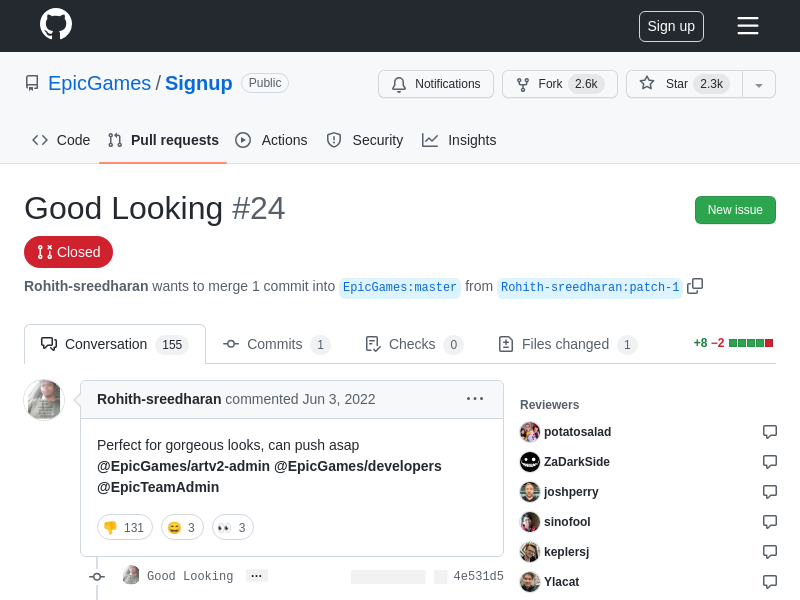 Sign up
EpicGames / Signup Public
Notifications Fork 2.6k Star 2.3k
Code Pull requests Actions Security Insights
Good Looking #24
New issue
Closed
Rohith-sreedharan wants to merge 1 commit into EpicGames:master from Rohith-sreedharan:patch-1
Conversation 155 Commits 1 Checks 0 Files changed 1 +8 −2
Rohith-sreedharan commented Jun 3, 2022
Perfect for gorgeous looks, can push asap
@EpicGames/artv2-admin @EpicGames/developers
@EpicTeamAdmin
131 3 3
Good Looking ... 4e531d5
Reviewers
potatosalad
ZaDarkSide
joshperry
sinofool
keplersj
Ylacat